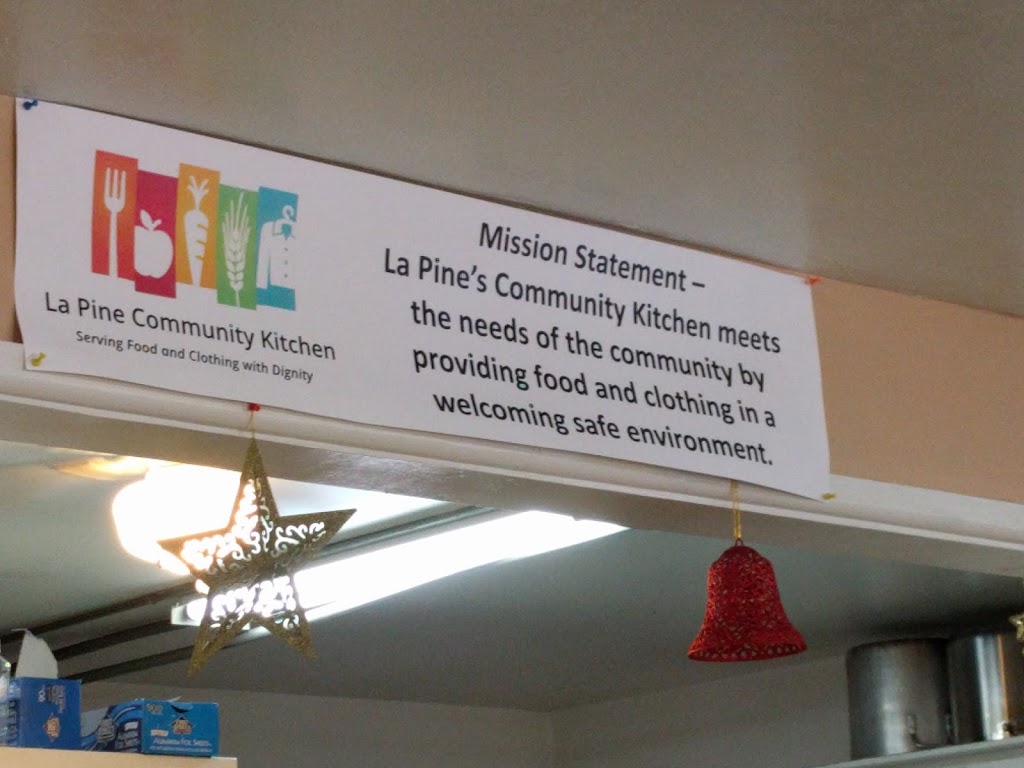 La Pine Community Kitchen
Serving Food and Clothing with Dignity
Mission Statement –
La Pine's Community Kitchen meets
the needs of the community by
providing food and clothing in a
welcoming safe environment.